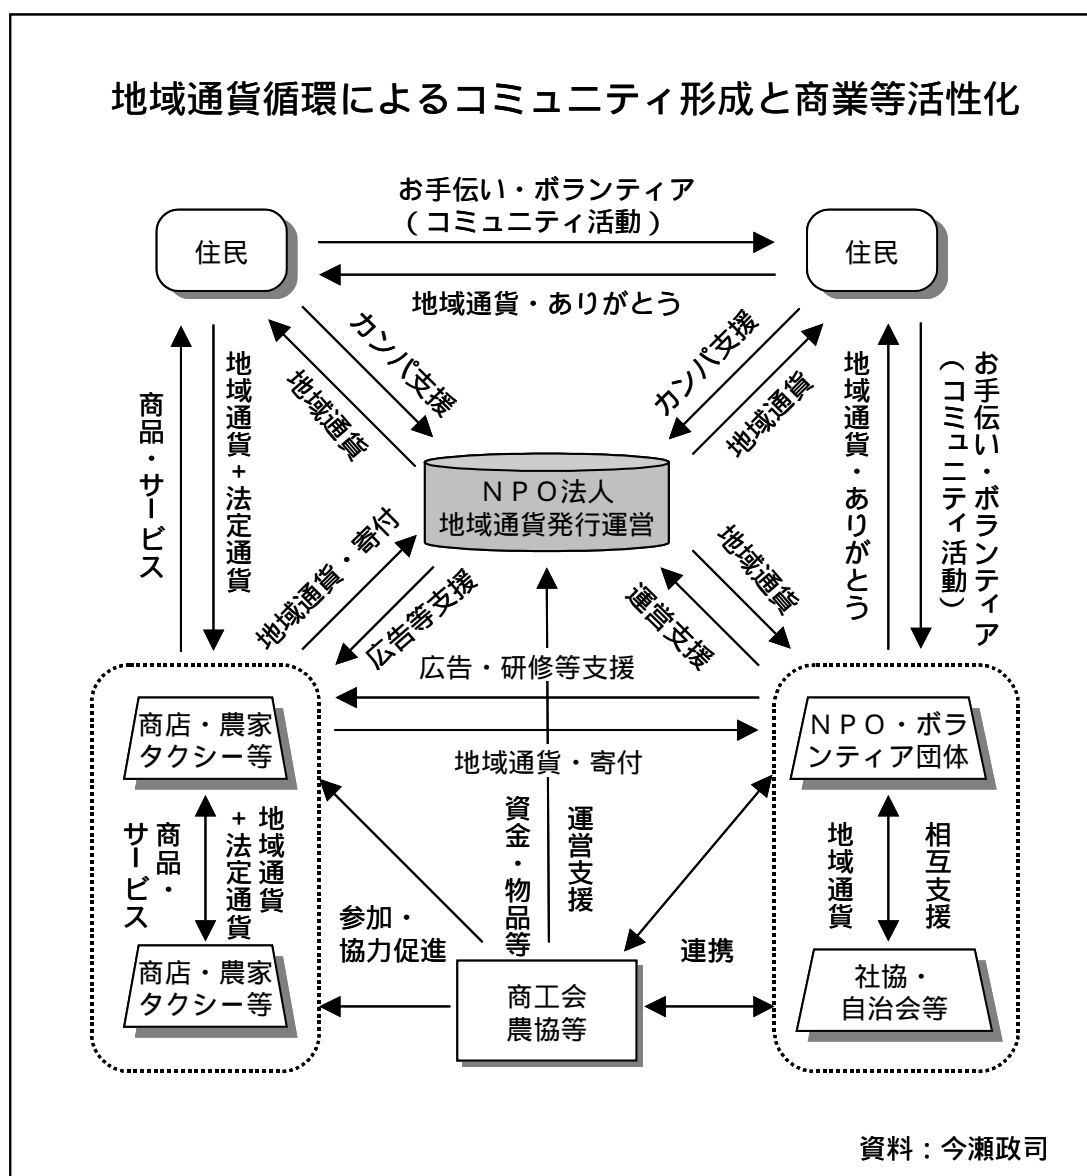 地域通貨循環によるコミュニティ形成と商業等活性化
お手伝い・ボランティア
(コミュニティ活動)
住民
住民
地域通貨・ありがとう
カンパ支援
地域通貨
カンパ支援
地域通貨
商品・サービス
地域通貨+法定通貨
地域通貨・ありがとう
お手伝い・ボランティア
(コミュニティ活動)
NPO法人
地域通貨発行運営
地域通貨・寄付
広告等支援
地域通貨
運営支援
広告・研修等支援
商店・農家
タクシー等
NPO・ボラ
ンティア団体
地域通貨・寄付
商品・
サービス
地域通貨
+法定通貨
資金・物品等
運営支援
地域通貨
相互支援
参加・
協力促進
連携
商店・農家
タクシー等
商工会
農協等
社協・
自治会等
資料:今瀬政司